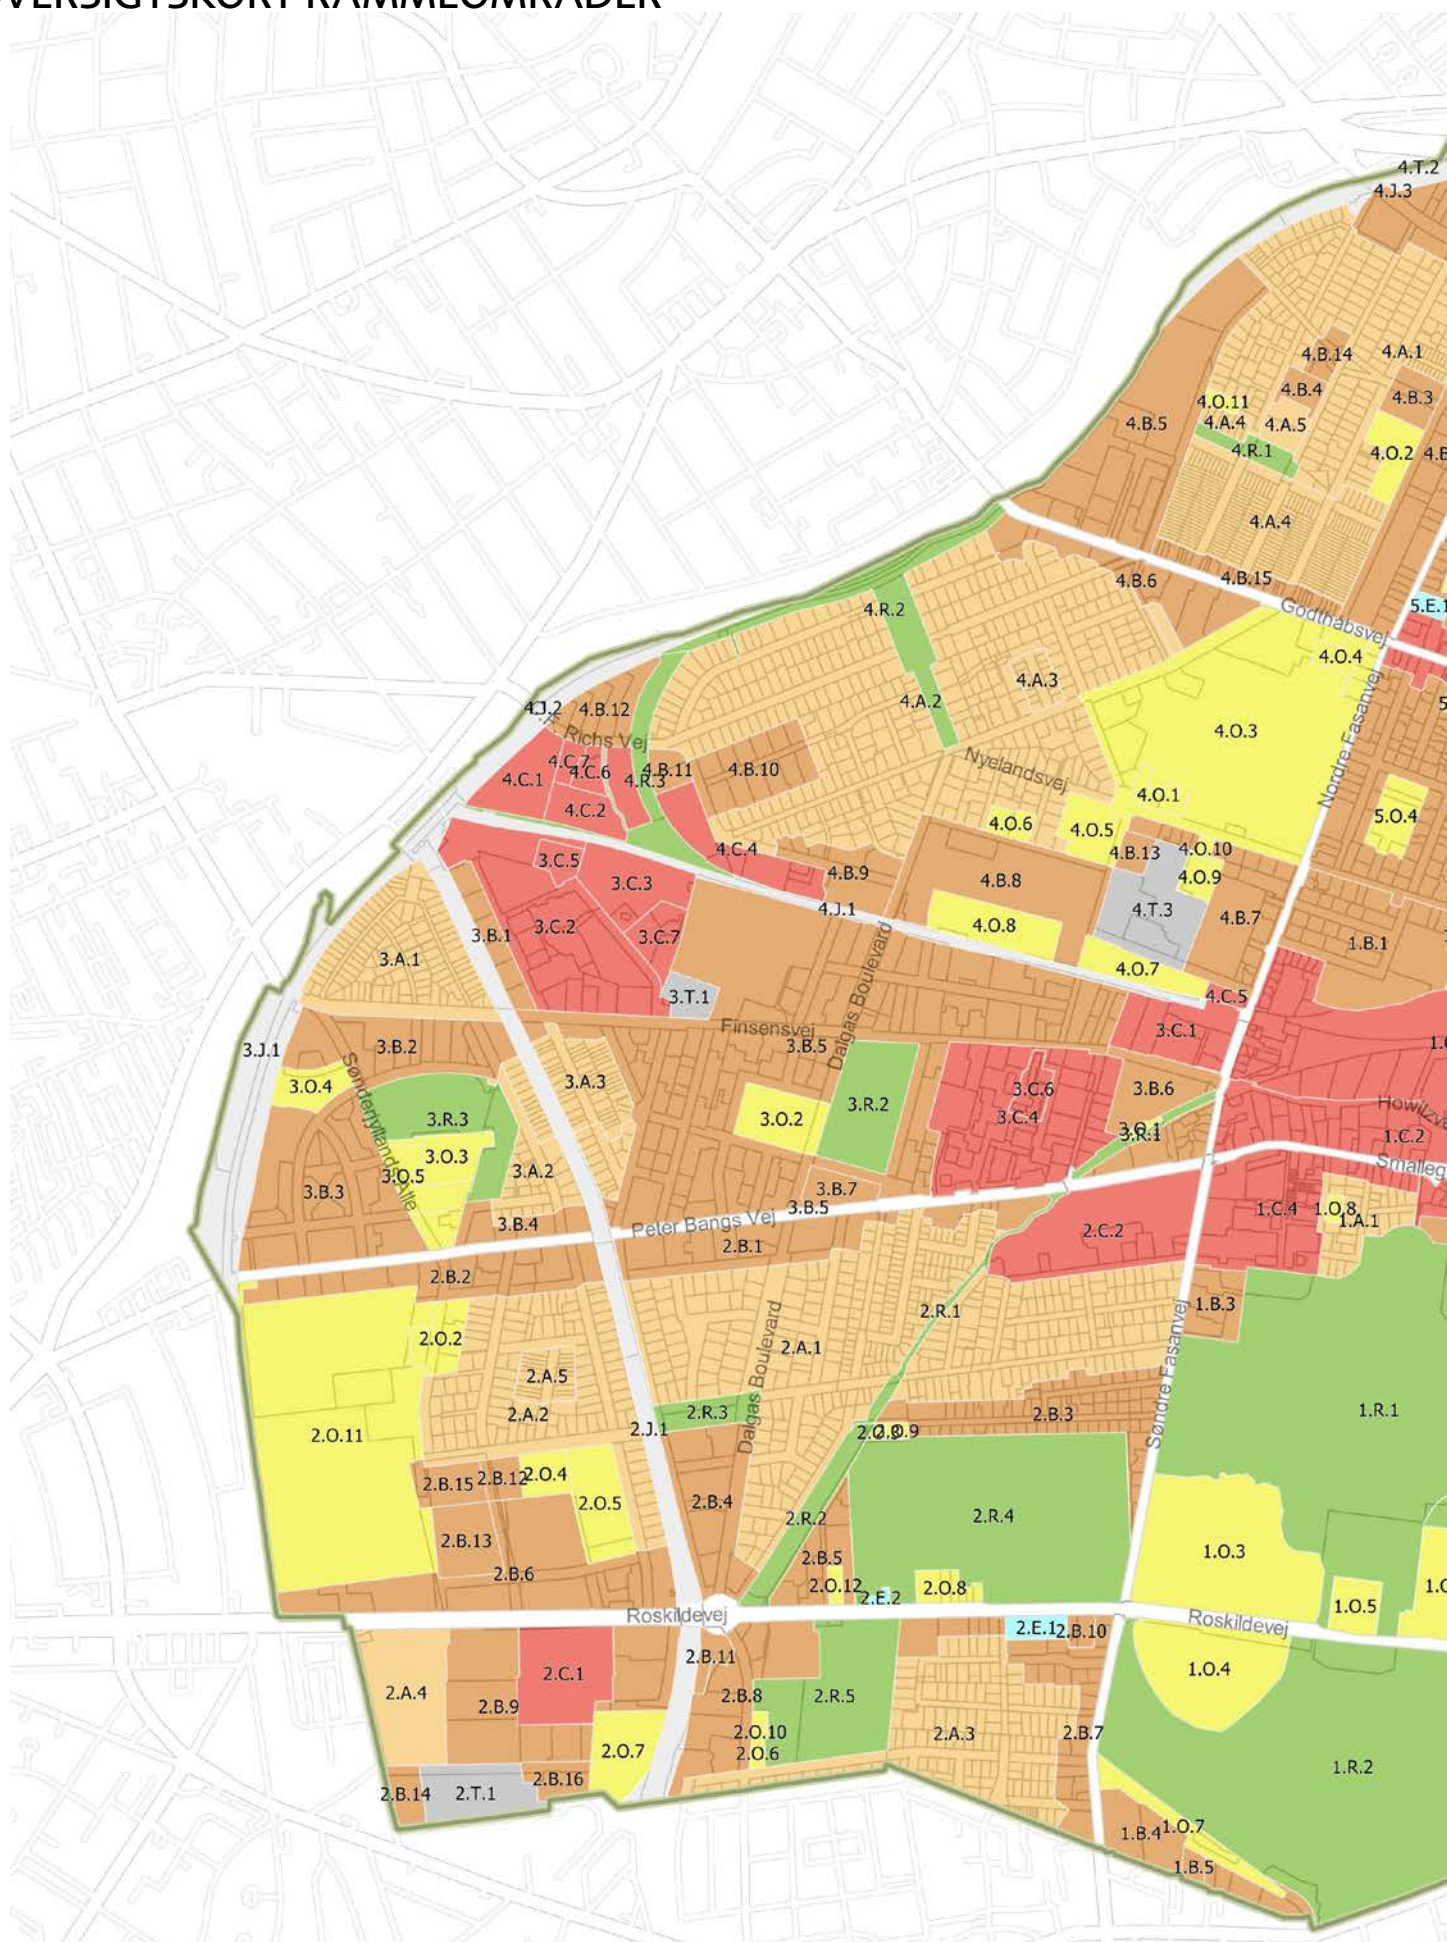 VERSIGTSKORT RAMMEOMRÅDER
4.T.2
4.J.3
4.B.14
4.A.1
4.B.4
4.B.3
4.O.11
4.B.5
4.A.4
4.A.5
4.R.1
4.O.2
4.B
4.A.4
4.B.6
4.B.15
5.E.1
4.R.2
Godthåbsvej
4.O.4
4.A.3
4.A.2
4.J.2
4.B.12
5
Richs Vej
4.O.3
4.C.7
4.C.6
4.C.1
4.R.3
4.B.11
4.B.10
Nyelandsvej
Nordre Fasanvej
4.O.1
4.C.2
5.O.4
4.O.6
4.O.5
4.C.4
4.B.13
4.O.10
3.C.5
4.B.9
3.C.3
4.B.8
4.O.9
4.J.1
4.T.3
4.B.7
3.C.2
4.O.8
3.B.1
3.C.7
1.B.1
3.A.1
4.O.7
Dalgas Boulevard
3.T.1
4.C.5
Finsensvej
3.C.1
3.B.5
3.J.1
3.B.2
3.A.3
3.O.4
3.C.6
3.B.6
3.R.2
3.C.4
3.R.3
3.O.2
3.O.1
3.R.1
1.C.2
Smalleg
Sønderjyllands Alle
3.O.3
3.O.5
3.A.2
3.B.3
3.B.7
3.B.5
3.B.4
Peter Bangs Vej
1.C.4
1.O.8
1.A.1
2.C.2
2.B.1
2.B.2
1.B.3
2.R.1
2.O.2
2.A.1
Dalgas Boulevard
Søndre Fasanvej
2.A.5
2.A.2
2.R.3
2.B.3
1.R.1
2.J.1
2.O.11
2.O.9
2.B.15
2.B.12
2.O.4
2.O.5
2.B.4
2.R.2
2.R.4
2.B.13
2.B.5
1.O.3
2.B.6
2.O.12
2.E.2
2.O.8
1.O.5
Roskildevej
Roskildevej
2.E.1
2.B.10
2.B.11
2.C.1
1.O.4
2.A.4
2.B.9
2.B.8
2.R.5
2.O.10
2.A.3
2.B.7
2.O.7
2.O.6
1.R.2
2.B.16
2.B.14
2.T.1
1.O.7
1.B.4
1.B.5